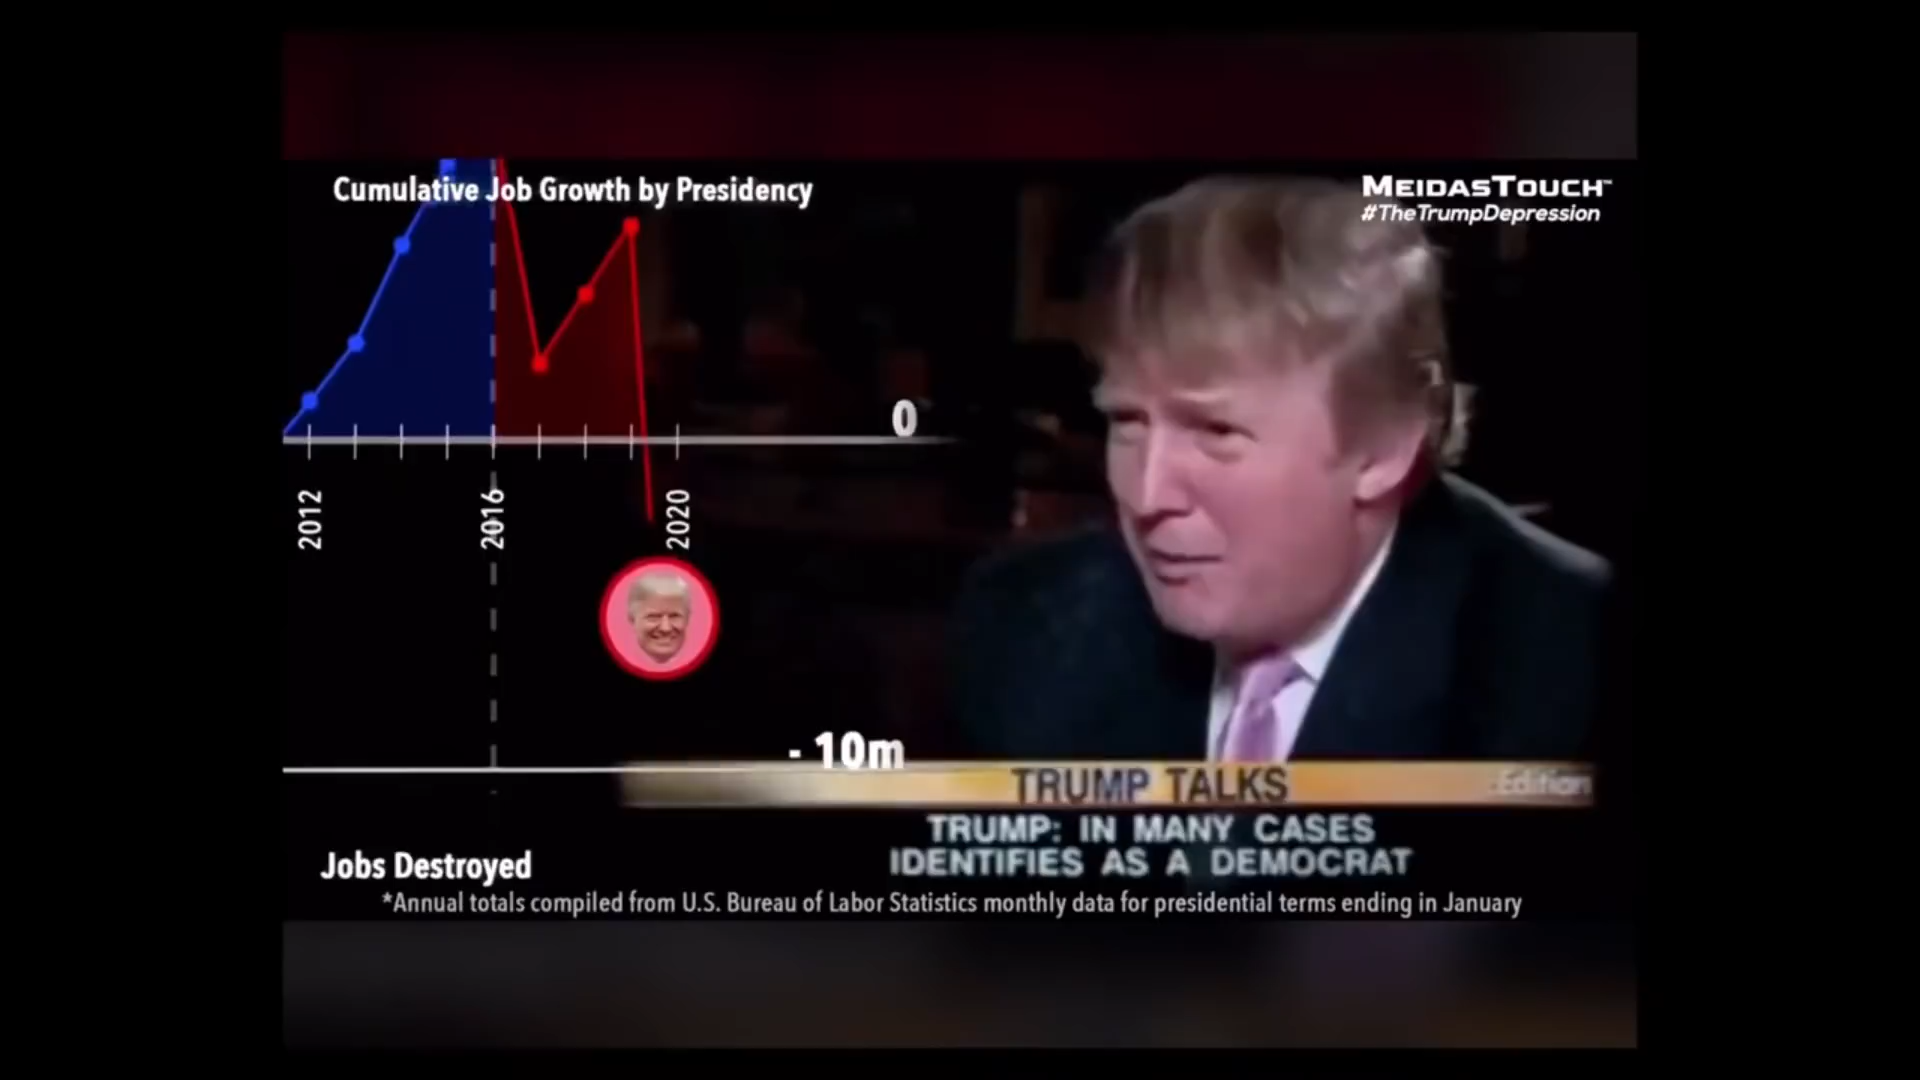 Cumulative Job Growth by Presidency
MEIDASTOUCH™
#TheTrumpDepression
0
2012
2016
2020
- 10m
TRUMP TALKS
Edition
TRUMP: IN MANY CASES
IDENTIFIES AS A DEMOCRAT
Jobs Destroyed
*Annual totals compiled from U.S. Bureau of Labor Statistics monthly data for presidential terms ending in January